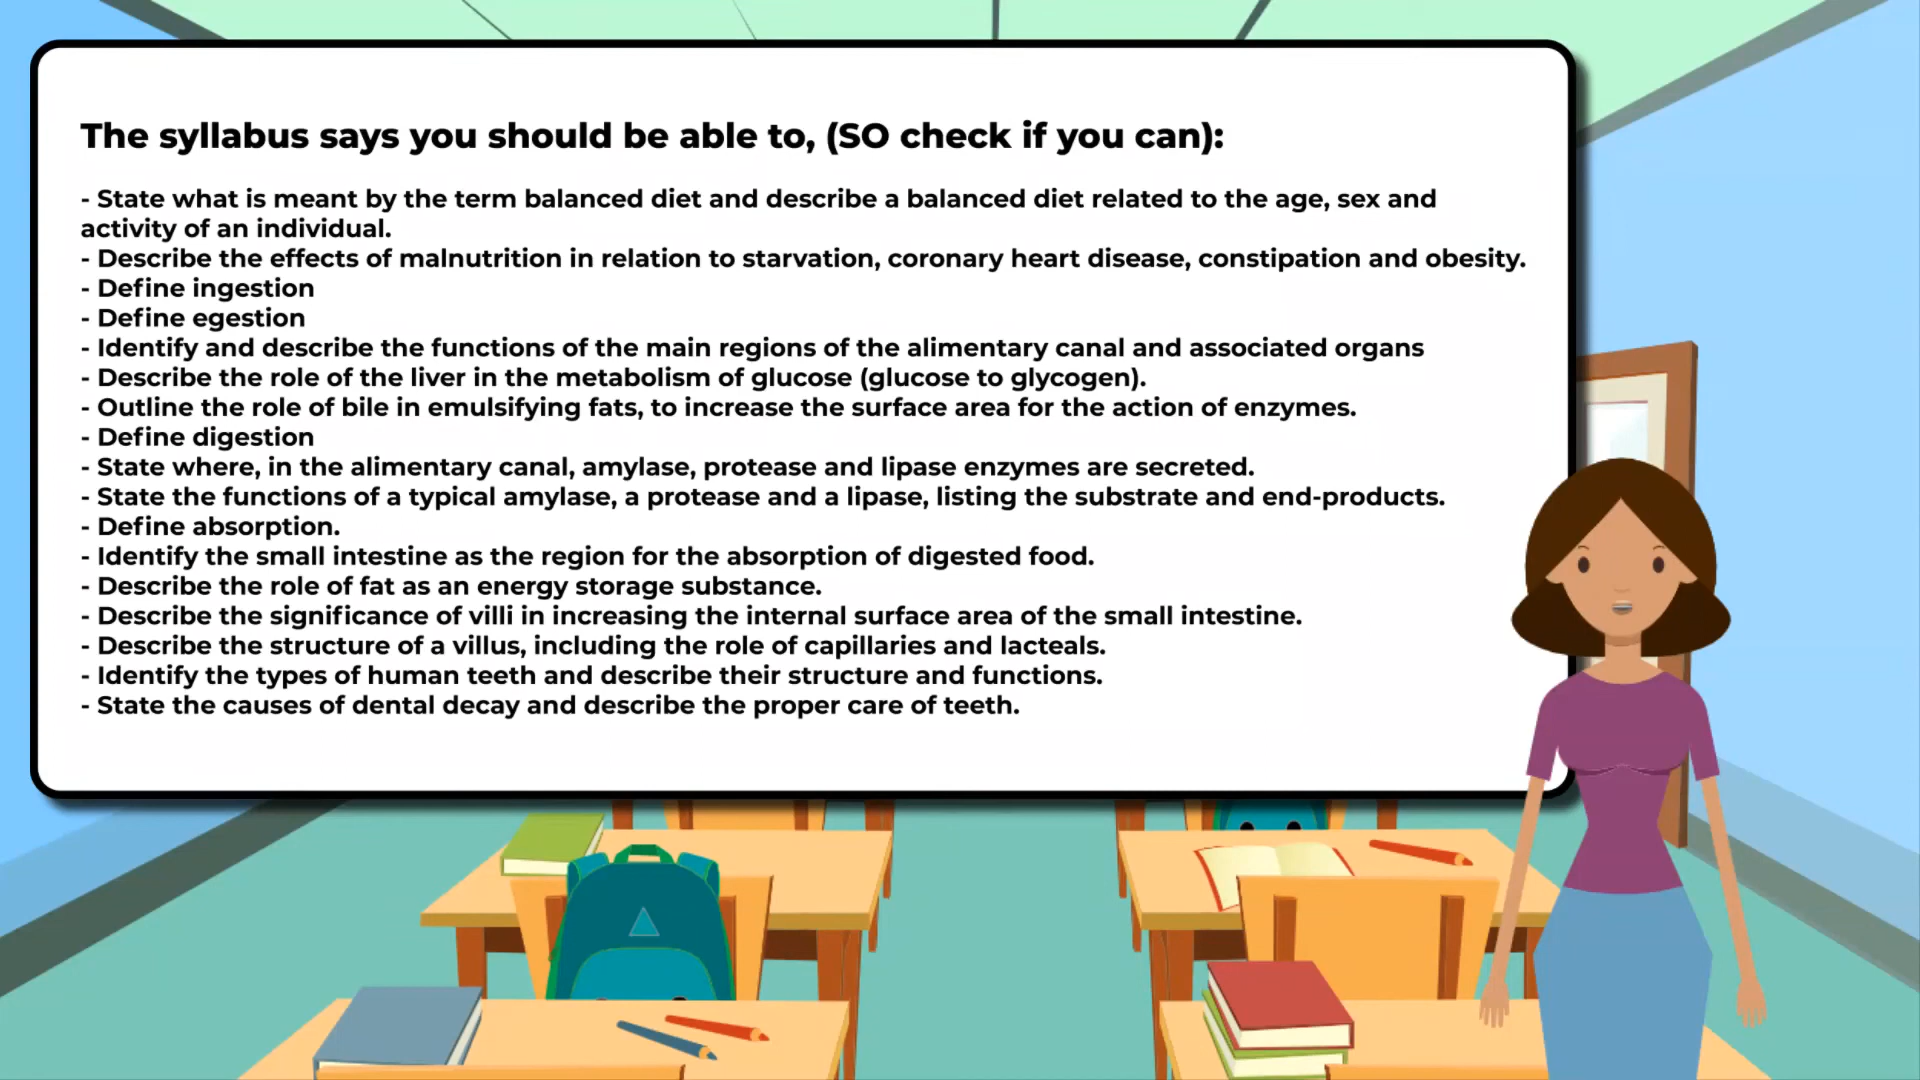 The syllabus says you should be able to, (SO check if you can):
- State what is meant by the term balanced diet and describe a balanced diet related to the age, sex and
activity of an individual.
- Describe the effects of malnutrition in relation to starvation, coronary heart disease, constipation and obesity.
- Define ingestion
- Define egestion
- Identify and describe the functions of the main regions of the alimentary canal and associated organs
- Describe the role of the liver in the metabolism of glucose (glucose to glycogen).
- Outline the role of bile in emulsifying fats, to increase the surface area for the action of enzymes.
- Define digestion
- State where, in the alimentary canal, amylase, protease and lipase enzymes are secreted.
- State the functions of a typical amylase, a protease and a lipase, listing the substrate and end-products.
- Define absorption.
- Identify the small intestine as the region for the absorption of digested food.
- Describe the role of fat as an energy storage substance.
- Describe the significance of villi in increasing the internal surface area of the small intestine.
- Describe the structure of a villus, including the role of capillaries and lacteals.
- Identify the types of human teeth and describe their structure and functions.
- State the causes of dental decay and describe the proper care of teeth.